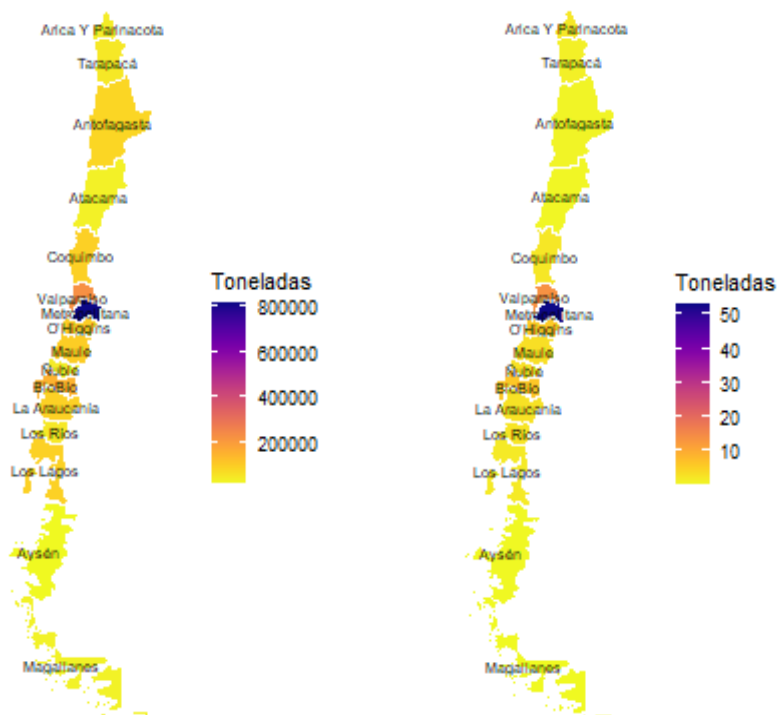 Arica Y Parinacota
Tarapacá
Antofagasta
Atacama
Coquimbo
Valparaíso
Metropolitana
O'Higgins
Maule
Ñuble
BíoBío
La Araucanía
Los Ríos
Los Lagos
Aysén
Magallanes
Toneladas
800000
600000
400000
200000
Arica Y Parinacota
Tarapacá
Antofagasta
Atacama
Coquimbo
Valparaíso
Metropolitana
O'Higgins
Maule
Ñuble
BíoBío
La Araucanía
Los Ríos
Los Lagos
Aysén
Magallanes
Toneladas
50
40
30
20
10